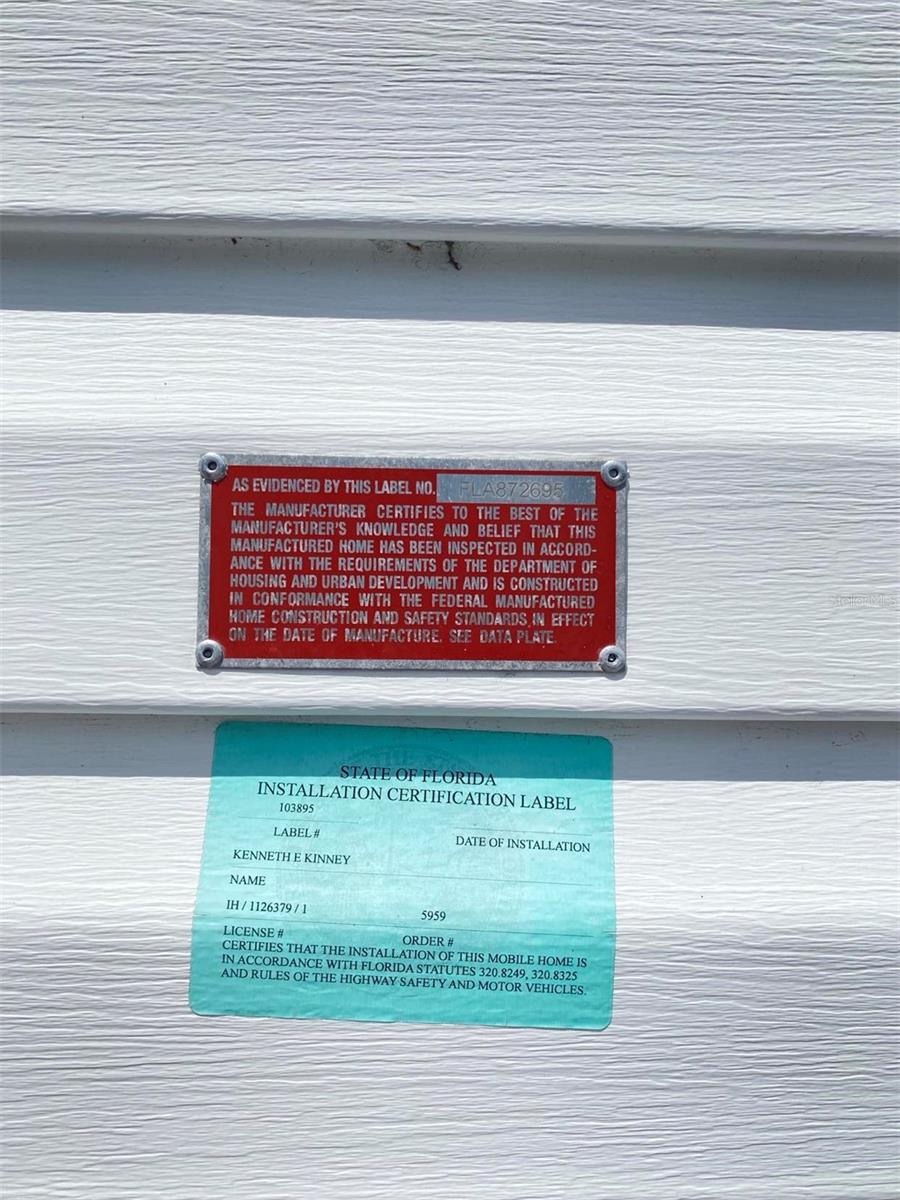 AS EVIDENCED BY THIS LABEL NO. FLA872695
THE MANUFACTURER CERTIFIES TO THE BEST OF THE
MANUFACTURER'S KNOWLEDGE AND BELIEF THAT THIS
MANUFACTURED HOME HAS BEEN INSPECTED IN ACCORD-
ANCE WITH THE REQUIREMENTS OF THE DEPARTMENT OF
HOUSING AND URBAN DEVELOPMENT AND IS CONSTRUCTED
IN CONFORMANCE WITH THE FEDERAL MANUFACTURED
HOME CONSTRUCTION AND SAFETY STANDARDS IN EFFECT
ON THE DATE OF MANUFACTURE. SEE DATA PLATE.
StellarMLS
STATE OF FLORIDA
INSTALLATION CERTIFICATION LABEL
103895
LABEL # DATE OF INSTALLATION
KENNETH E KINNEY
NAME
IH / 1126379 / 1 5959
LICENSE # ORDER #
CERTIFIES THAT THE INSTALLATION OF THIS MOBILE HOME IS
IN ACCORDANCE WITH FLORIDA STATUTES 320.8249, 320.8325
AND RULES OF THE HIGHWAY SAFETY AND MOTOR VEHICLES.